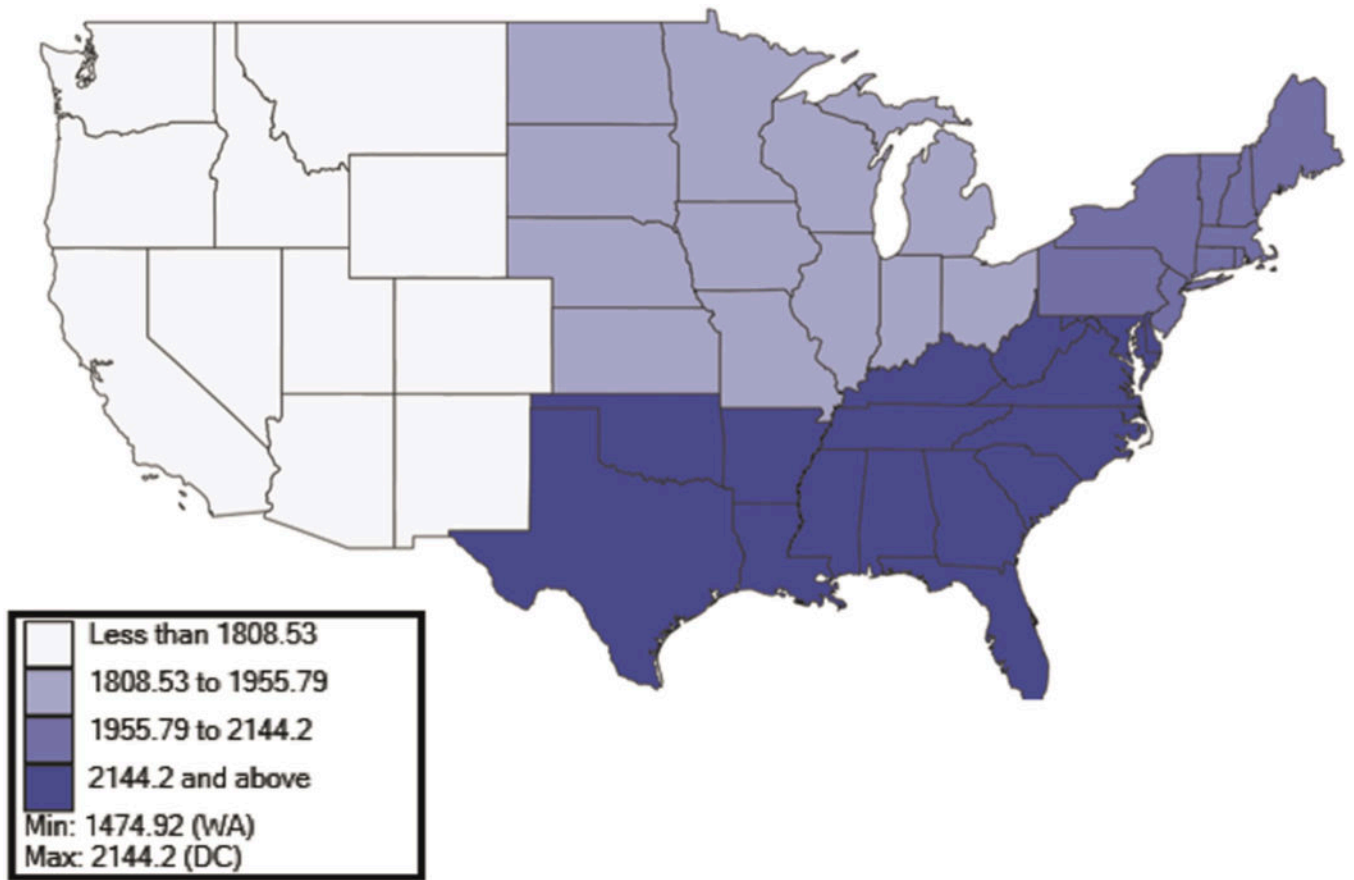 Less than 1808.53
1808.53 to 1955.79
1955.79 to 2144.2
2144.2 and above
Min: 1474.92 (WA)
Max: 2144.2 (DC)